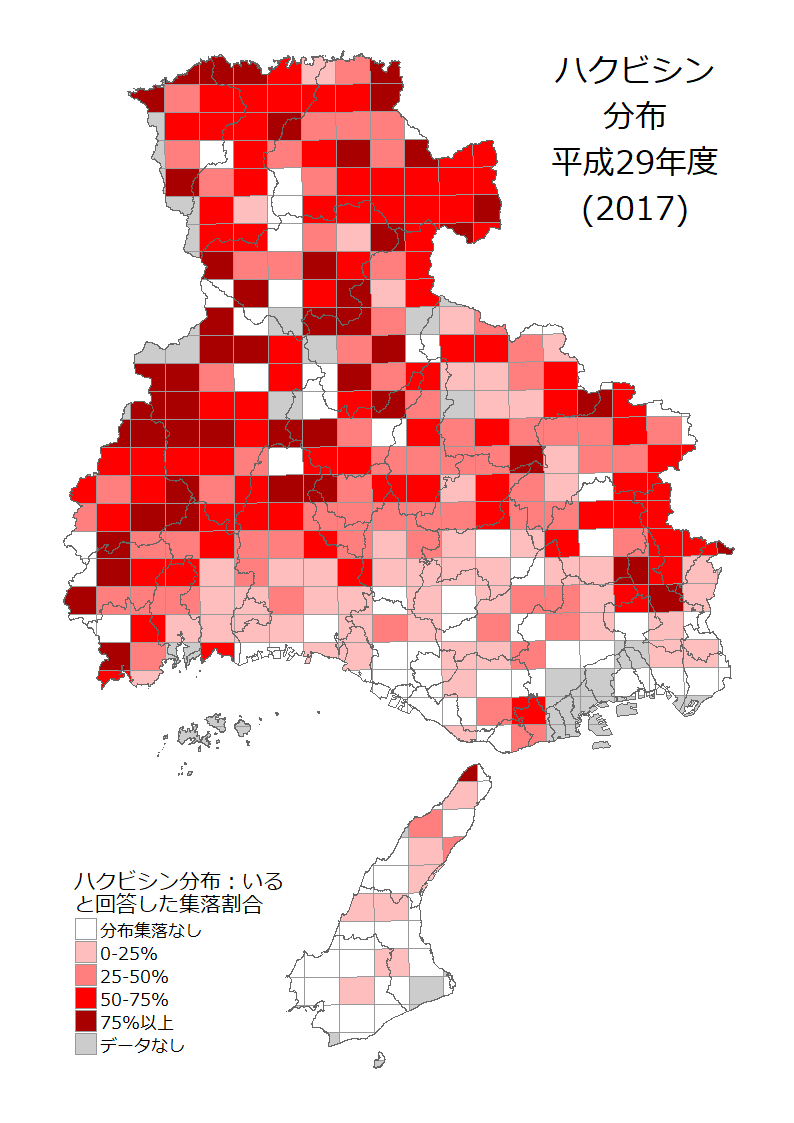 ハクビシン
分布
平成29年度
(2017)
ハクビシン分布：いる
と回答した集落割合
分布集落なし
0-25%
25-50%
50-75%
75%以上
データなし